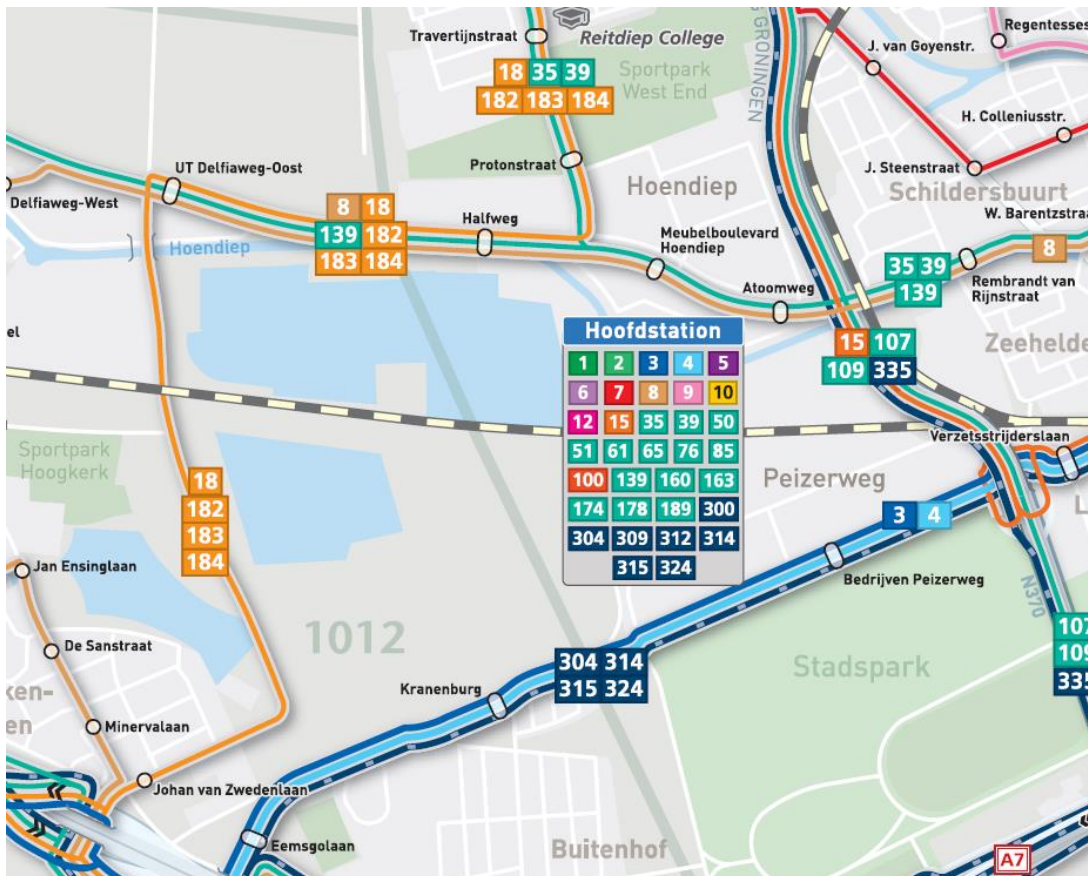 Travertijnstraat
Reitdiep College
18 35 39
182 183 184
Sportpark
West End
GRONINGEN
Regentesses
J. van Goyenstr.
H. Colleniusstr.
J. Steenstraat
Schildersbuurt
W. Barentzstraa
UT Delfiaweg-Oost
Delfiaweg-West
Protonstraat
Hoendiep
8 18
139 182
183 184
Halfweg
Hoendiep
Meubelboulevard
Hoendiep
Atoomweg
35 39
139
8
Rembrandt van
Rijnstraat
Zeehelde
el
15 107
109 335
Hoofdstation
1 2 3 4 5
6 7 8 9 10
12 15 35 39 50
51 61 65 76 85
100 139 160 163
174 178 189 300
304 309 312 314
315 324
Verzetsstrijderslaan
Sportpark
Hoogkerk
18
182
183
184
Peizerweg
L
3 4
Bedrijven Peizerweg
N370
Jan Ensinglaan
De Sanstraat
1012
304 314
315 324
Stadspark
107
109
335
Kranenburg
ken-
en
Minervalaan
Johan van Zwedenlaan
Eemsgolaan
Buitenhof
A7